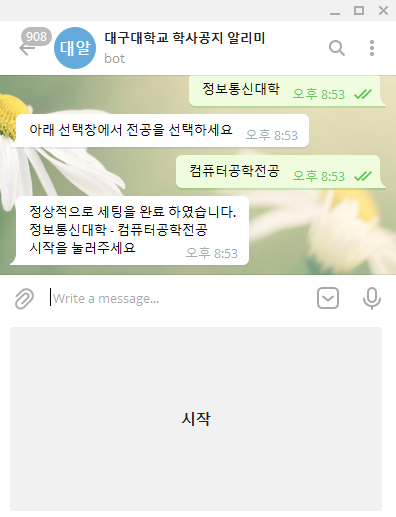 908
대알
대구대학교 학사공지 알리미
bot
정보통신대학 오후 8:53
아래 선택창에서 전공을 선택하세요 오후 8:53
컴퓨터공학전공 오후 8:53
정상적으로 세팅을 완료 하였습니다.
정보통신대학 - 컴퓨터공학전공
시작을 눌러주세요 오후 8:53
Write a message...
시작